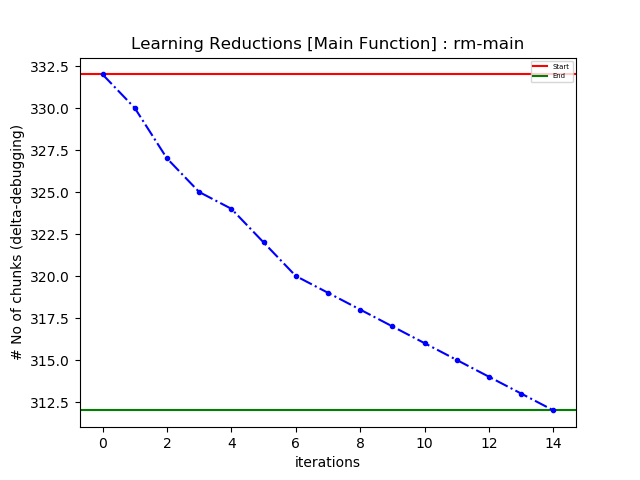 Learning Reductions [Main Function] : rm-main
332.5
330.0
327.5
325.0
322.5
320.0
317.5
315.0
312.5
# No of chunks (delta-debugging)
Start
End
0 2 4 6 8 10 12 14
iterations